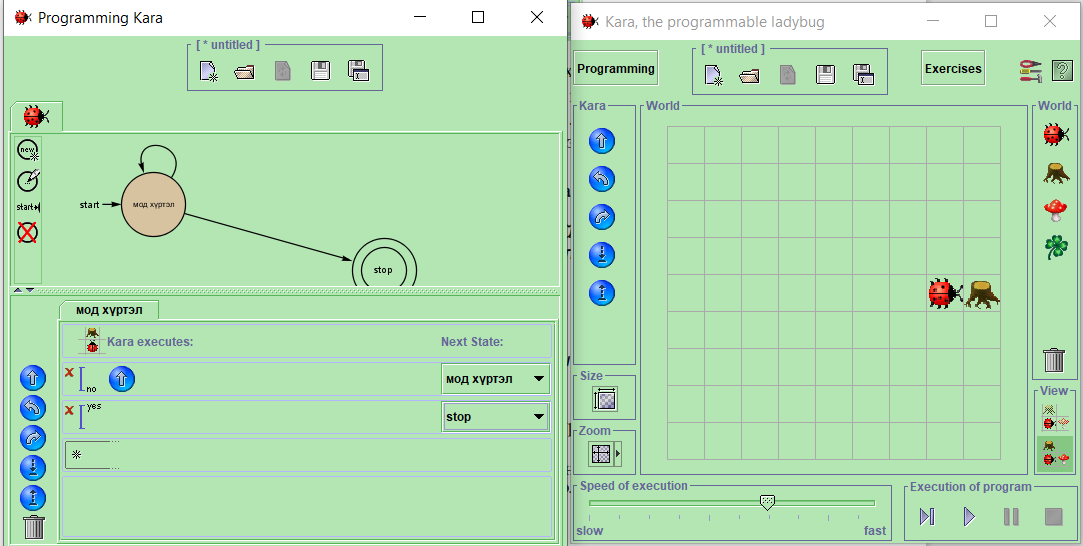 Programming Kara
[ * untitled ]
new
start
start
мод хүртэл
stop
мод хүртэл
Kara executes:
Next State:
no
мод хүртэл
yes
stop
Kara, the programmable ladybug
Programming
[ * untitled ]
Exercises
Kara
World
World
Size
Zoom
View
Speed of execution
slow
fast
Execution of program